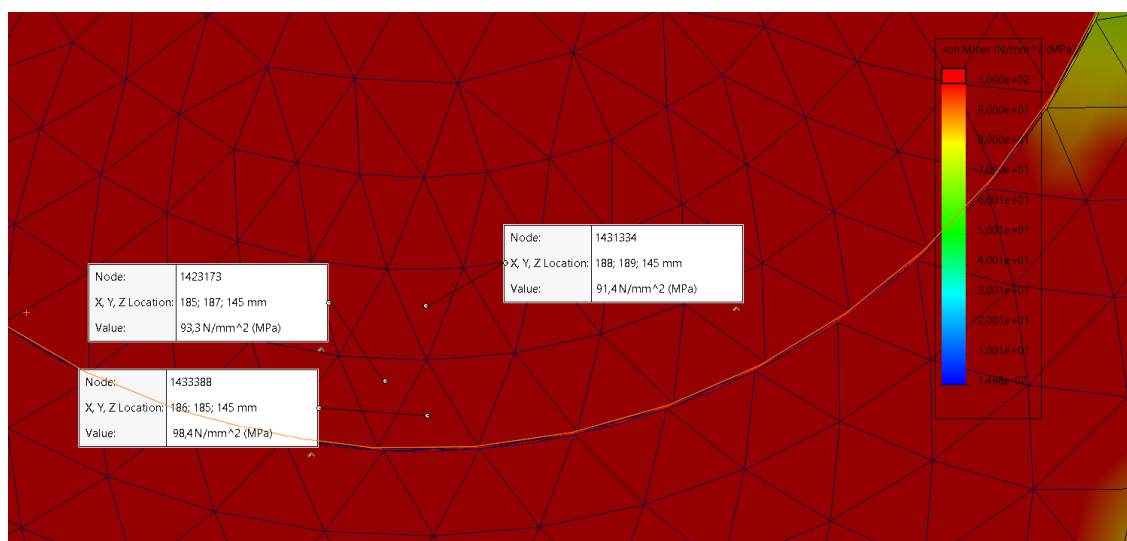 von Mises (N/mm^2 (MPa)
1,000e+02
9,000e+01
8,000e+01
7,000e+01
6,001e+01
5,001e+01
4,001e+01
3,001e+01
2,001e+01
1,001e+01
1,468e-02
Node: 1431334
X, Y, Z Location: 188; 189; 145 mm
Value: 91,4 N/mm^2 (MPa)
Node: 1423173
X, Y, Z Location: 185; 187; 145 mm
Value: 93,3 N/mm^2 (MPa)
Node: 1433388
X, Y, Z Location: 186; 185; 145 mm
Value: 98,4 N/mm^2 (MPa)